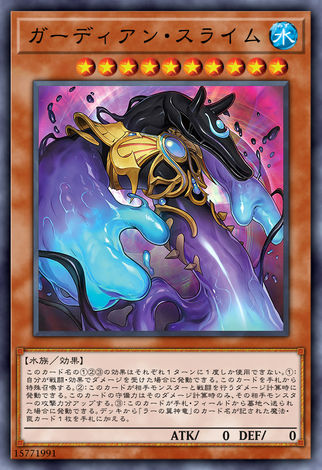 ガーディアン・スライム
水
【水族／効果】
このカード名の①②③の効果はそれぞれ１ターンに１度しか使用できない。①：
自分が戦闘・効果でダメージを受けた場合に発動できる。このカードを手札から
特殊召喚する。②：このカードが相手モンスターと戦闘を行うダメージ計算時に
発動できる。このカードの守備力はそのダメージ計算時のみ、その相手モンスタ
ーの攻撃力分アップする。③：このカードが手札・フィールドから墓地へ送られ
た場合に発動できる。デッキから「ラーの翼神竜」のカード名が記された魔法・
罠カード１枚を手札に加える。
ATK/ 0 DEF/ 0
15771991